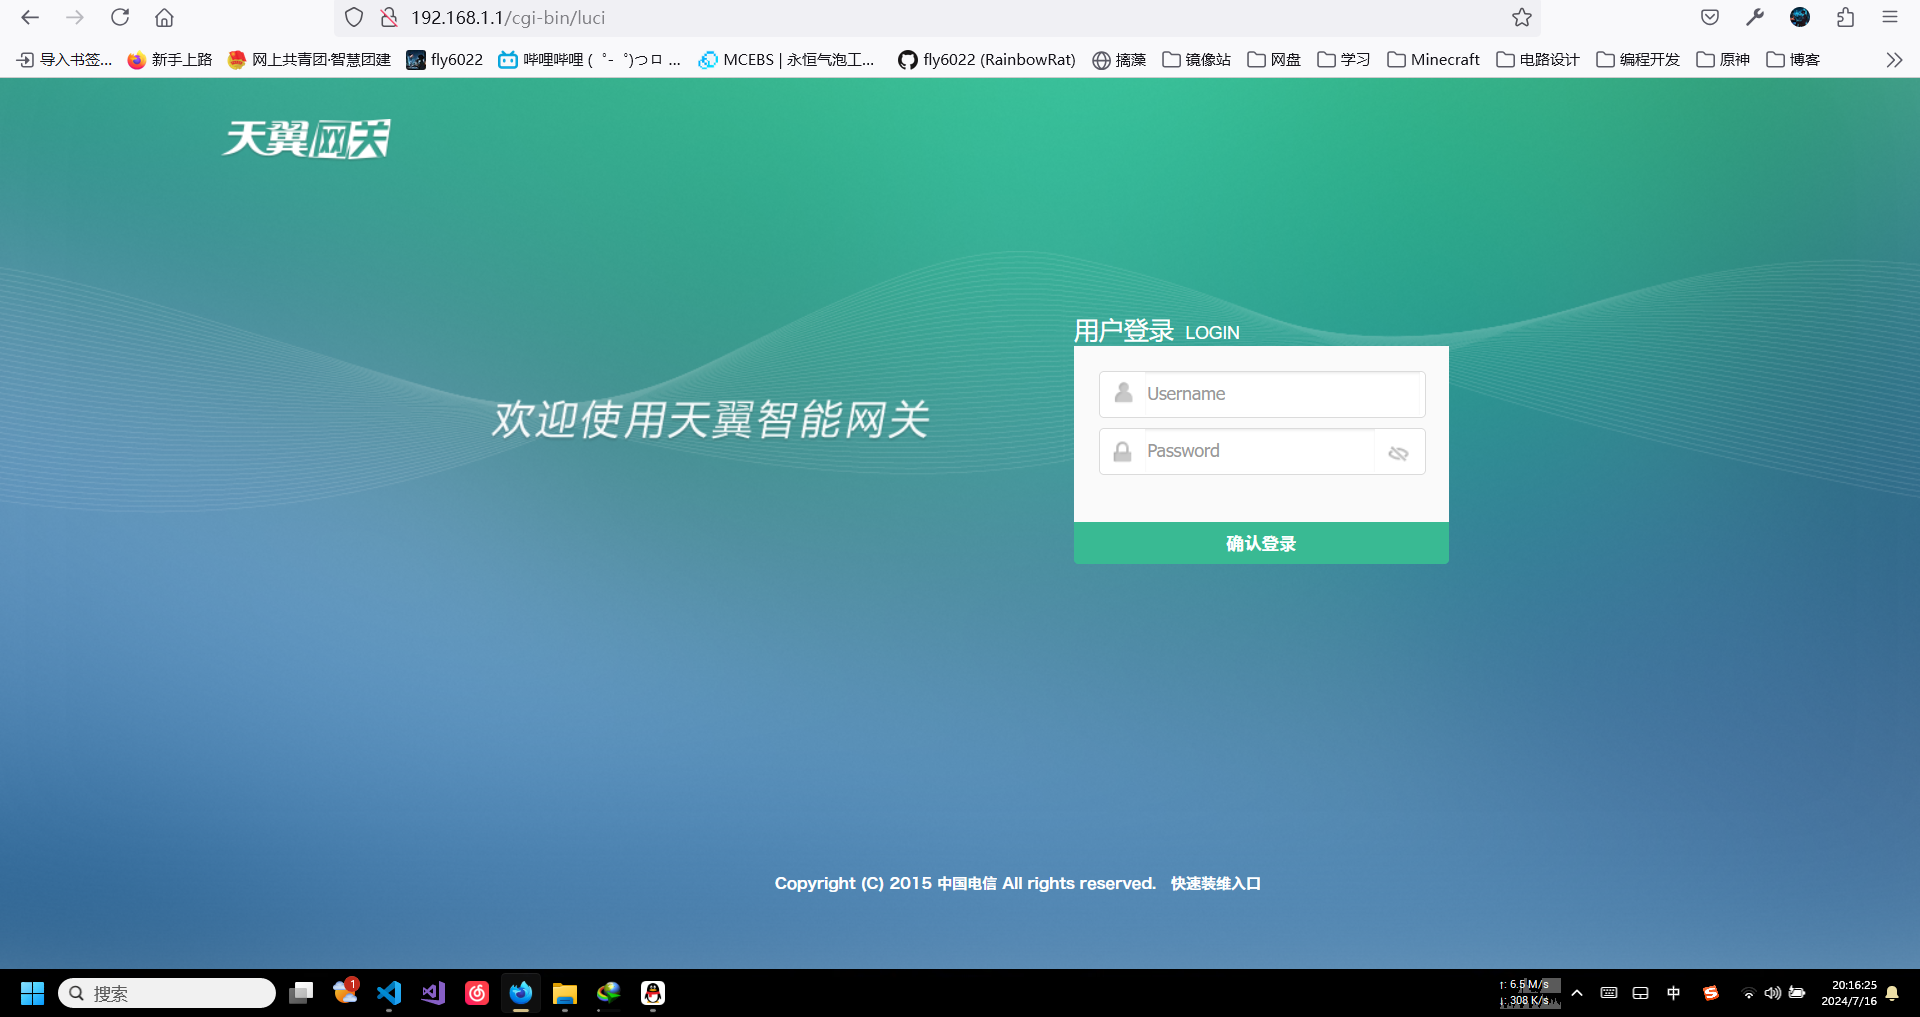 192.168.1.1/cgi-bin/luci
导入书签... 新手上路 网上共青团·智慧团建 fly6022 哔哩哔哩 ( ゜- ゜)つロ ... MCEBS | 永恒气泡工... fly6022 (RainbowRat) 摘藻 镜像站 网盘 学习 Minecraft 电路设计 编程开发 原神 博客
天翼网关
用户登录 LOGIN
Username
欢迎使用天翼智能网关
Password
确认登录
Copyright (C) 2015 中国电信 All rights reserved. 快速装维入口
搜索
1
↑: 6.5 M/s
↓: 308 K/s
中
20:16:25
2024/7/16